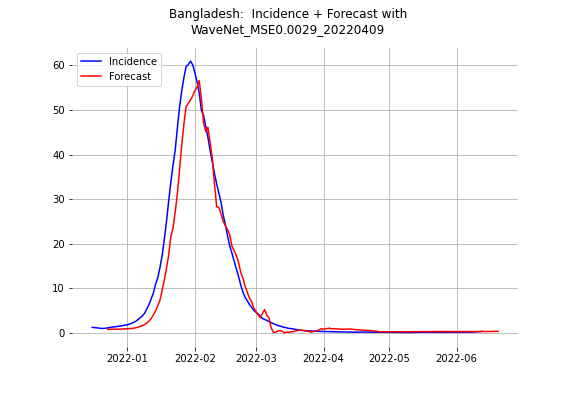 Bangladesh:  Incidence + Forecast with
WaveNet_MSE0.0029_20220409
Incidence
Forecast
60
50
40
30
20
10
0
2022-01 2022-02 2022-03 2022-04 2022-05 2022-06